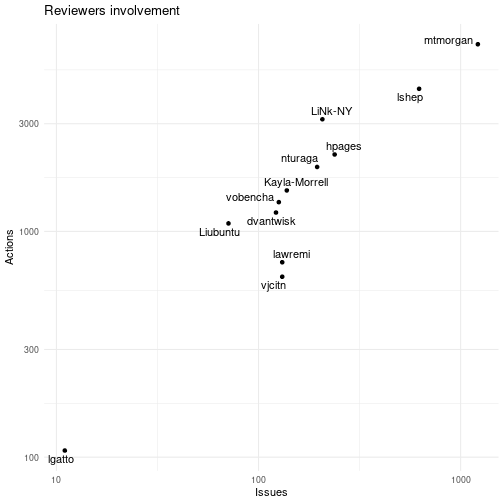 Reviewers involvement
mtmorgan
lshep
LiNk-NY
3000
hpages
nturaga
Kayla-Morrell
vobencha
dvantwisk
Liubuntu
1000
Actions
lawremi
vjcitn
300
100
lgatto
10
100
1000
Issues